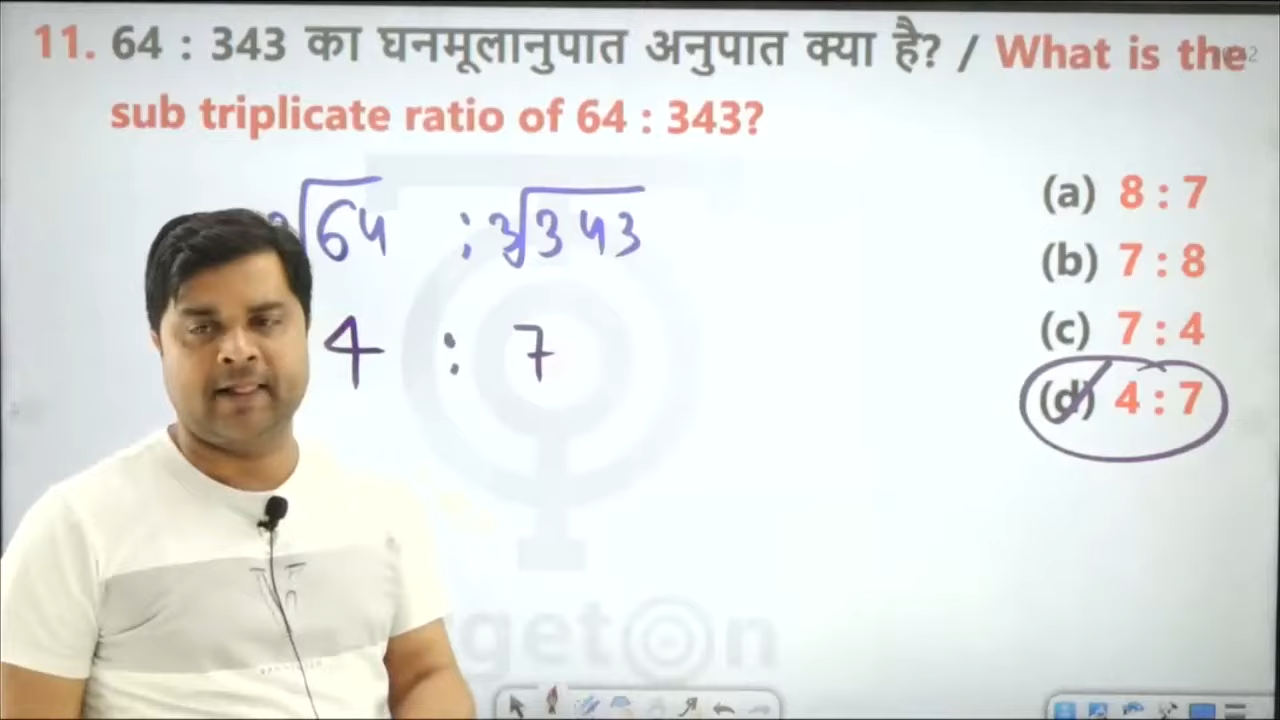 11. 64 : 343 का घनमूलानुपात अनुपात क्या है? / What is the
sub triplicate ratio of 64 : 343?
√64 : 3√343
4 : 7
(a) 8 : 7
(b) 7 : 8
(c) 7 : 4
(d) 4 : 7